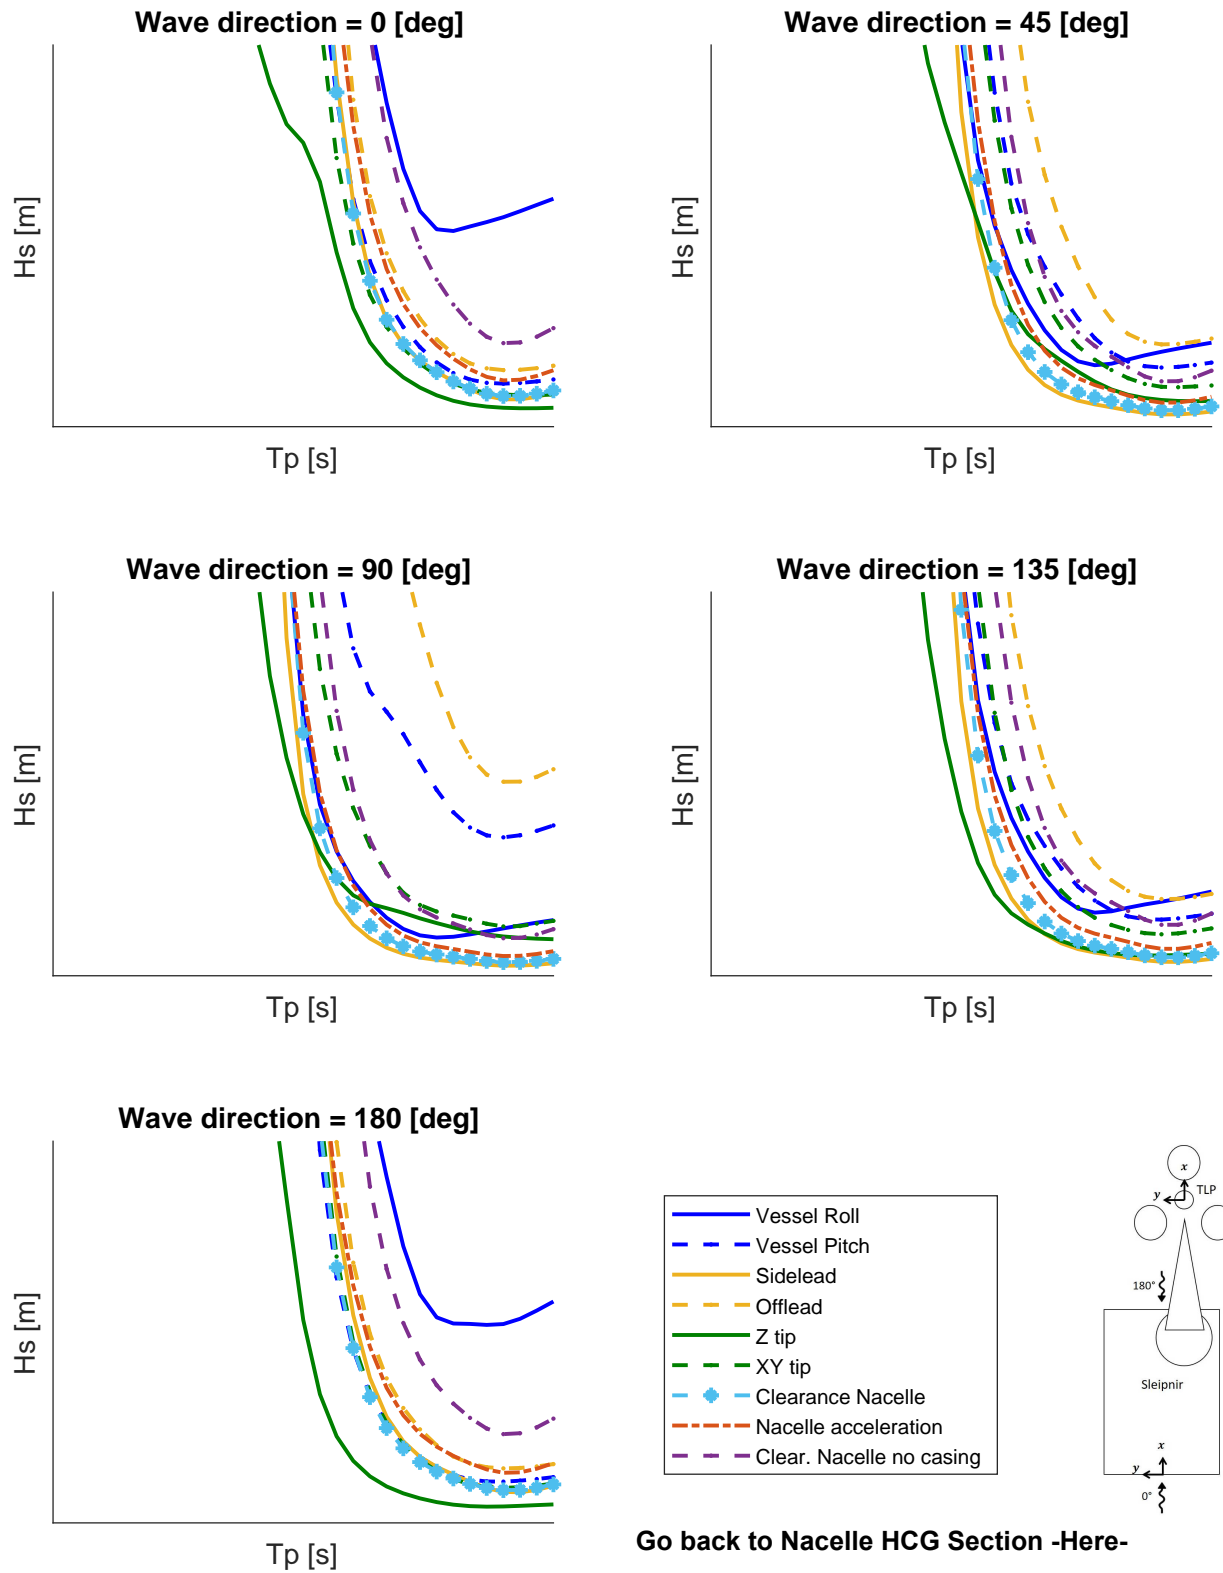 Wave direction = 0 [deg]
Wave direction = 45 [deg]
Hs [m]
Hs [m]
Tp [s]
Tp [s]
Wave direction = 90 [deg]
Wave direction = 135 [deg]
Hs [m]
Hs [m]
Tp [s]
Tp [s]
Wave direction = 180 [deg]
Hs [m]
Tp [s]
Vessel Roll
Vessel Pitch
Sidelead
Offlead
Z tip
XY tip
Clearance Nacelle
Nacelle acceleration
Clear. Nacelle no casing
x
TLP
y
180°
Sleipnir
x
y
0°
Go back to Nacelle HCG Section -Here-